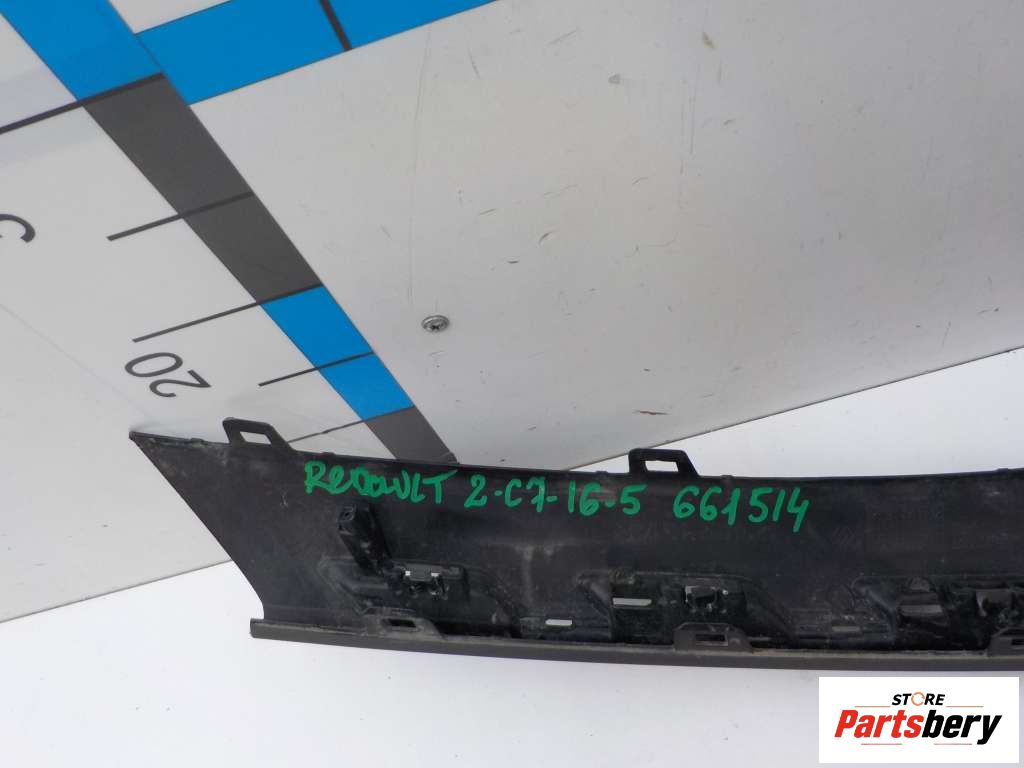 20
RENAULT 2-C7-16-5 661514
STORE
Partsbery